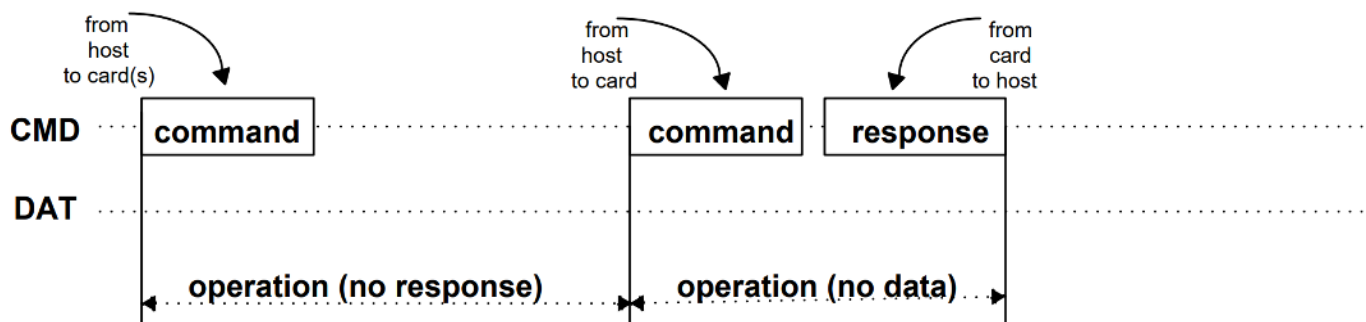 from
host
to card(s)
from
host
to card
from
card
to host
CMD
command
command
response
DAT
operation (no response)
operation (no data)